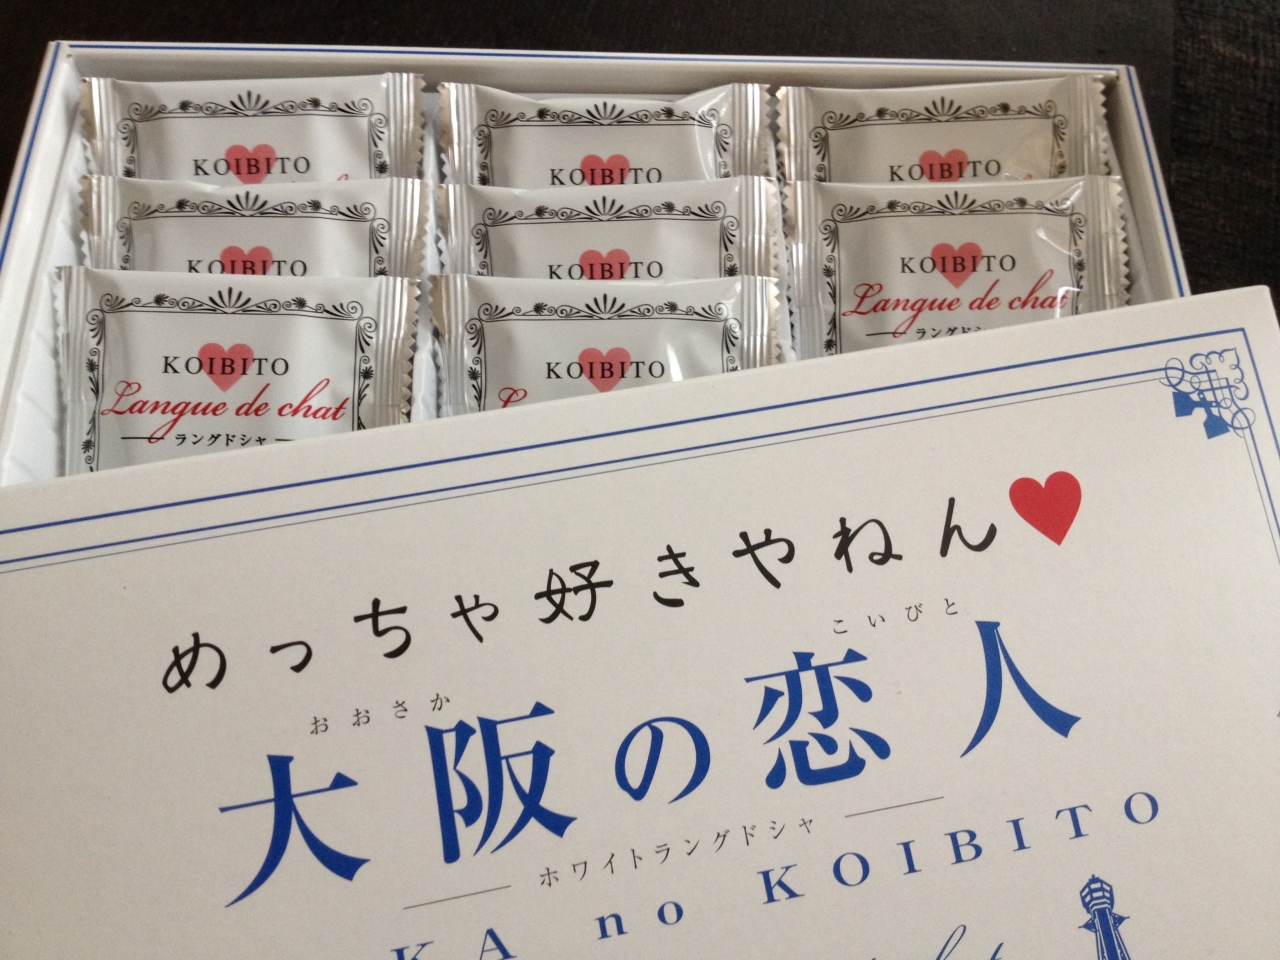 KOIBITO
KOIBITO
KOIBITO
KOIBITO
KOIBITO
KOIBITO
Langue de chat
KOIBITO
Langue de chat
ラングドシャ
KOIBITO
めっちゃ好きやねん
おおさか こいびと
大阪の恋人
ホワイトラングドシャ
KA no KOIBITO